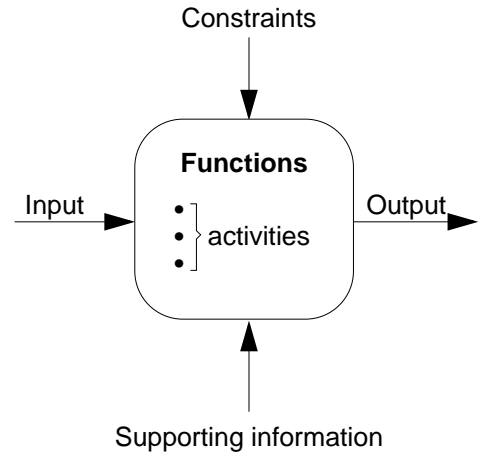 Constraints
Functions
Input
Output
• activities
•
•
Supporting information